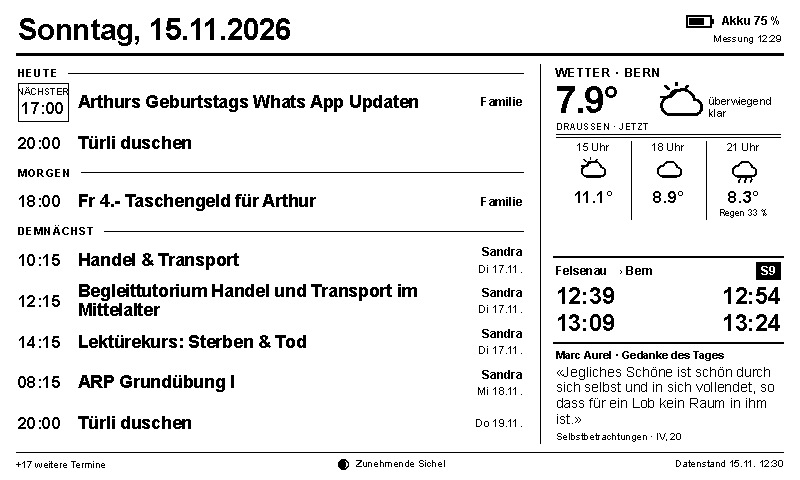 Sonntag, 15.11.2026
Akku 75 %
Messung 12:29
HEUTE
NÄCHSTER
17:00 Arthurs Geburtstags Whats App Updaten Familie
20:00 Türli duschen
MORGEN
18:00 Fr 4.- Taschengeld für Arthur Familie
DEMNÄCHST
10:15 Handel & Transport Sandra
Di 17.11.
12:15 Begleittutorium Handel und Transport im Mittelalter Sandra
Di 17.11.
14:15 Lektürekurs: Sterben & Tod Sandra
Di 17.11.
08:15 ARP Grundübung I Sandra
Mi 18.11.
20:00 Türli duschen Do 19.11.
WETTER · BERN
7.9° überwiegend
klar
DRAUSSEN · JETZT
15 Uhr 18 Uhr 21 Uhr
11.1° 8.9° 8.3°
Regen 33 %
Felsenau › Bern S9
12:39 12:54
13:09 13:24
Marc Aurel · Gedanke des Tages
«Jegliches Schöne ist schön durch
sich selbst und in sich vollendet, so
dass für ein Lob kein Raum in ihm
ist.»
Selbstbetrachtungen · IV, 20
+17 weitere Termine Zunehmende Sichel Datenstand 15.11. 12:30